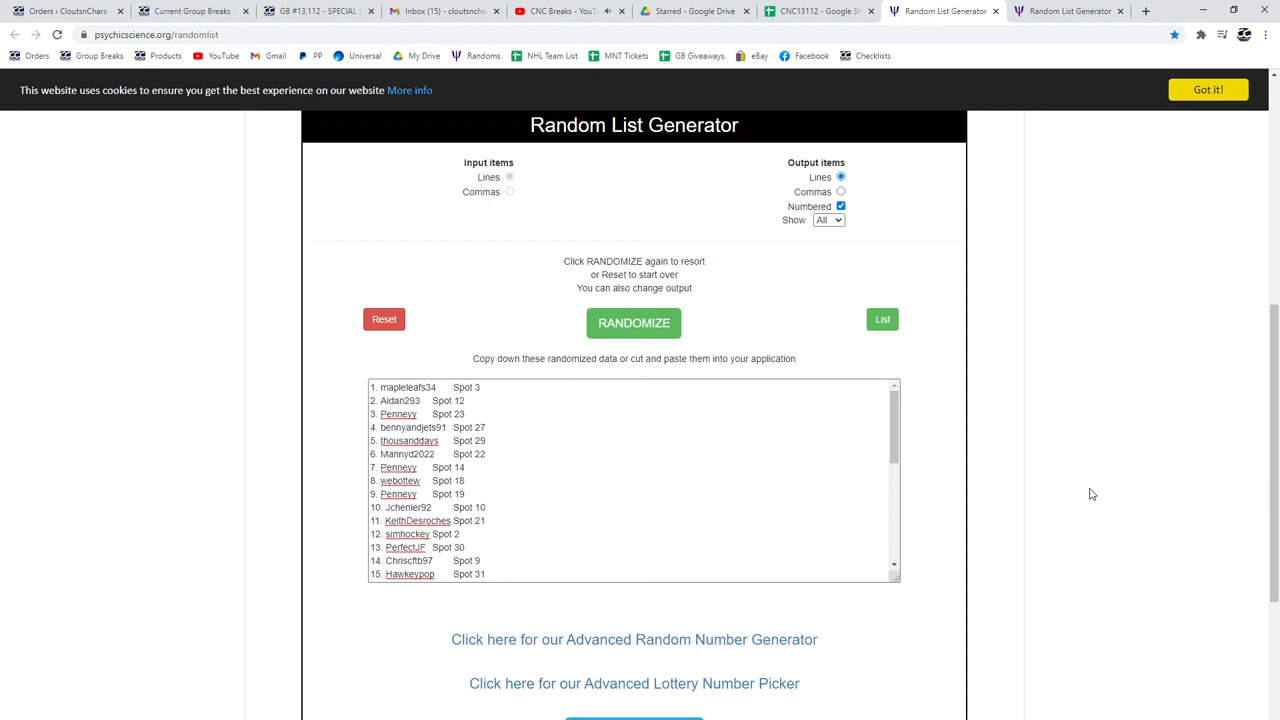 Orders ‹ CloutsnChara
Current Group Breaks
GB #13,112 - SPECIAL S
Inbox (15) - cloutsnch
CNC Breaks - YouT
Starred - Google Drive
CNC13112 - Google Sh
Random List Generator
Random List Generator
psychicscience.org/randomlist
Orders
Group Breaks
Products
YouTube
Gmail
PP
Universal
My Drive
Randoms
NHL Team List
MNT Tickets
GB Giveaways
eBay
Facebook
Checklists
This website uses cookies to ensure you get the best experience on our website More info
Got it!
Random List Generator
Input items
Lines
Commas
Output items
Lines
Commas
Numbered
Show All
Click RANDOMIZE again to resort
or Reset to start over
You can also change output
Reset
RANDOMIZE
List
Copy down these randomized data or cut and paste them into your application
1. mapleleafs34 Spot 3
2. Aidan293 Spot 12
3. Penneyy Spot 23
4. bennyandjets91 Spot 27
5. thousanddays Spot 29
6. Mannyd2022 Spot 22
7. Penneyy Spot 14
8. webottew Spot 18
9. Penneyy Spot 19
10. Jchenier92 Spot 10
11. KeithDesroches Spot 21
12. simhockey Spot 2
13. PerfectJF Spot 30
14. Chriscftb97 Spot 9
15. Hawkeypop Spot 31
Click here for our Advanced Random Number Generator
Click here for our Advanced Lottery Number Picker